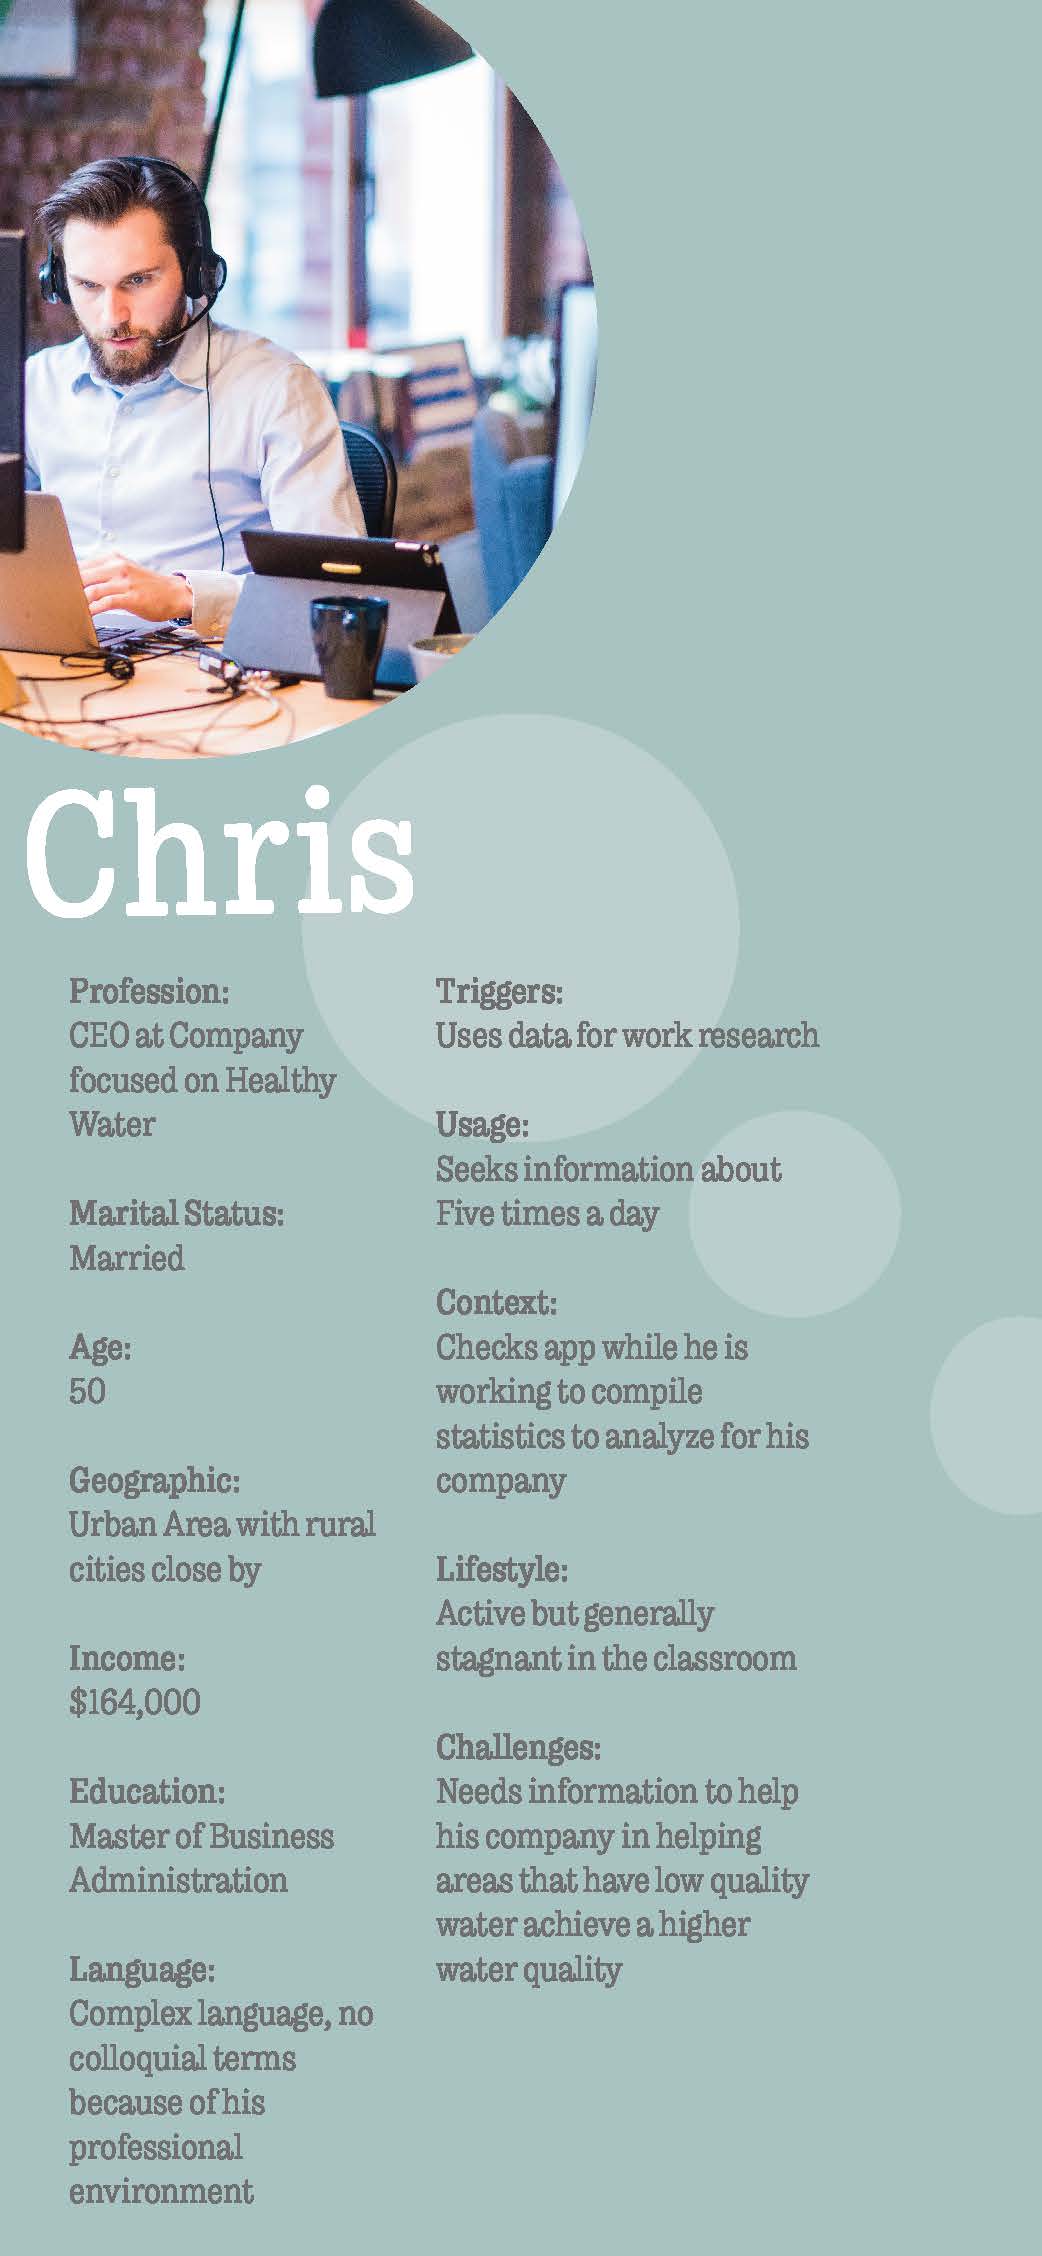 Chris
Profession:
CEO at Company
focused on Healthy
Water
Marital Status:
Married
Age:
50
Geographic:
Urban Area with rural
cities close by
Income:
$164,000
Education:
Master of Business
Administration
Language:
Complex language, no
colloquial terms
because of his
professional
environment
Triggers:
Uses data for work research
Usage:
Seeks information about
Five times a day
Context:
Checks app while he is
working to compile
statistics to analyze for his
company
Lifestyle:
Active but generally
stagnant in the classroom
Challenges:
Needs information to help
his company in helping
areas that have low quality
water achieve a higher
water quality